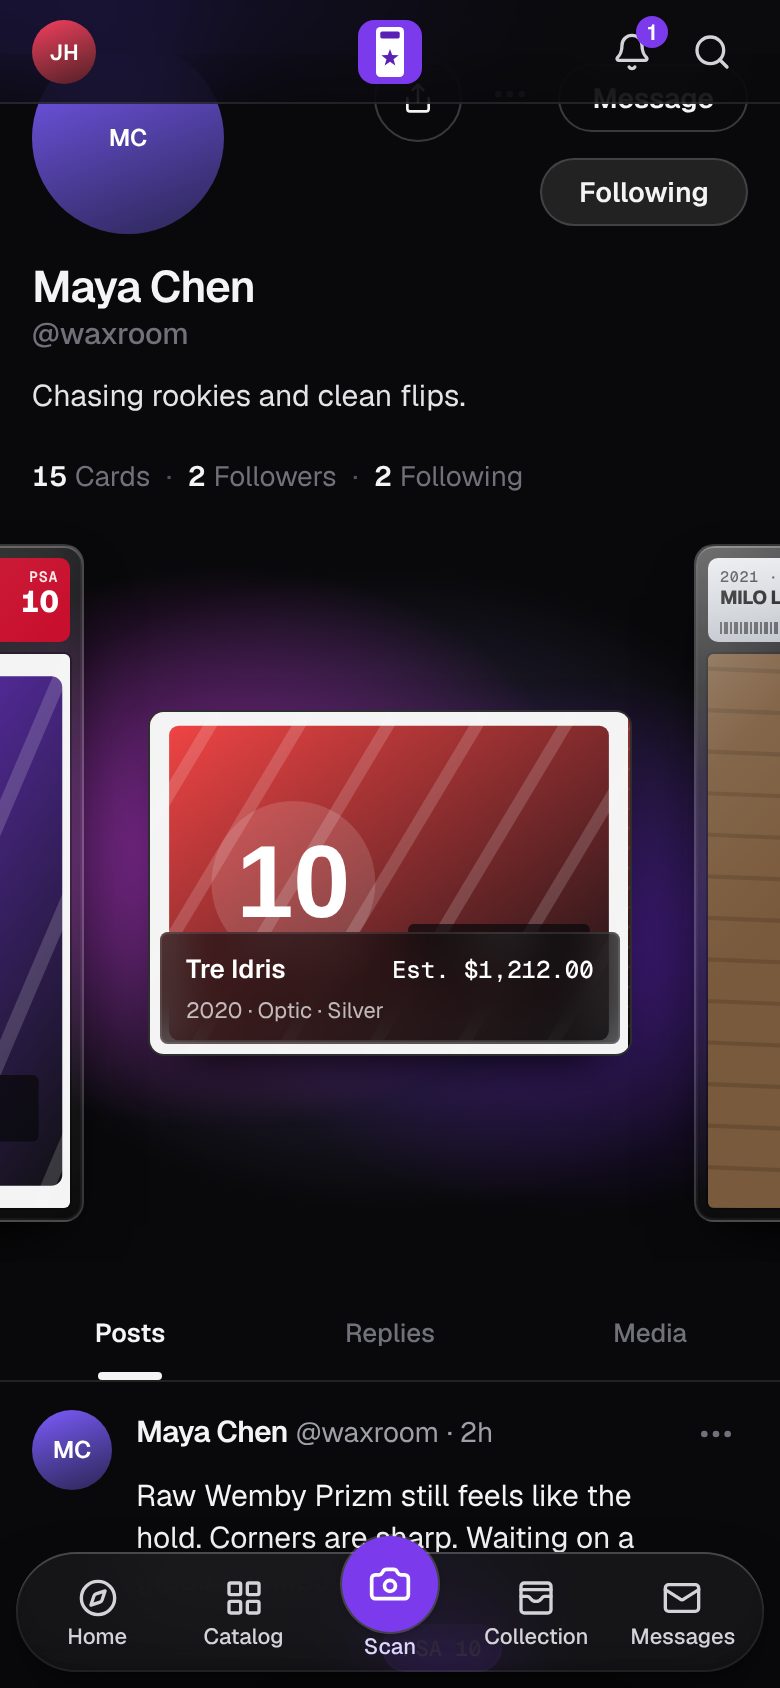 JH
1
MC
Message
Following
Maya Chen
@waxroom
Chasing rookies and clean flips.
15 Cards · 2 Followers · 2 Following
PSA
10
2021 ·
MILO L
10
Tre Idris
Est. $1,212.00
2020 · Optic · Silver
Posts
Replies
Media
MC
Maya Chen @waxroom · 2h
Raw Wemby Prizm still feels like the
hold. Corners are sharp. Waiting on a
Home
Catalog
Scan
SA 10
Collection
Messages